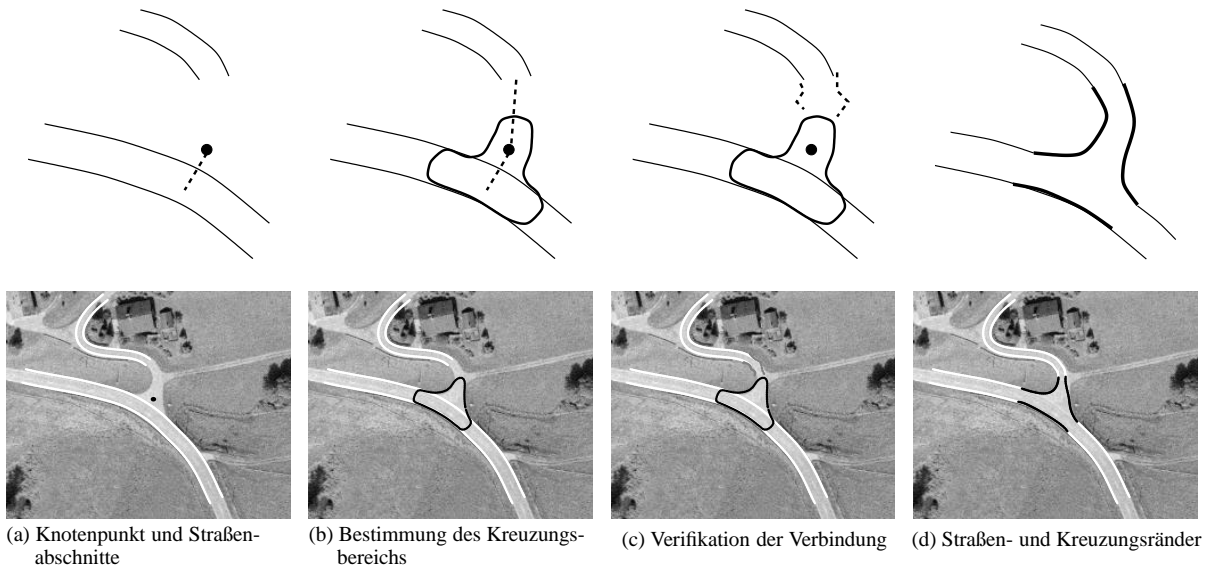 (a) Knotenpunkt und Straßen-
abschnitte
(b) Bestimmung des Kreuzungs-
bereichs
(c) Verifikation der Verbindung
(d) Straßen- und Kreuzungsränder